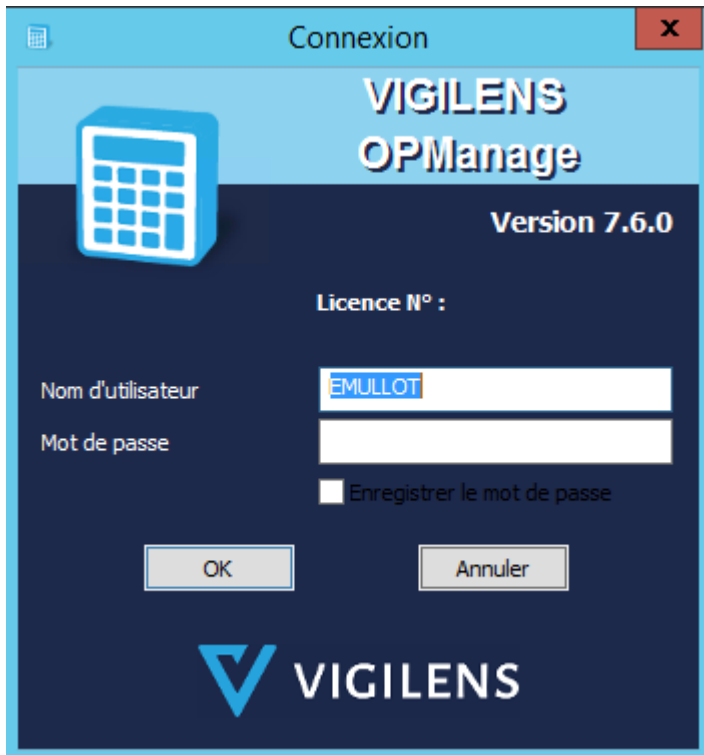 Connexion
VIGILENS
OPManage
Version 7.6.0
Licence N° :
Nom d'utilisateur EMULLOT
Mot de passe
Enregistrer le mot de passe
OK Annuler
VIGILENS